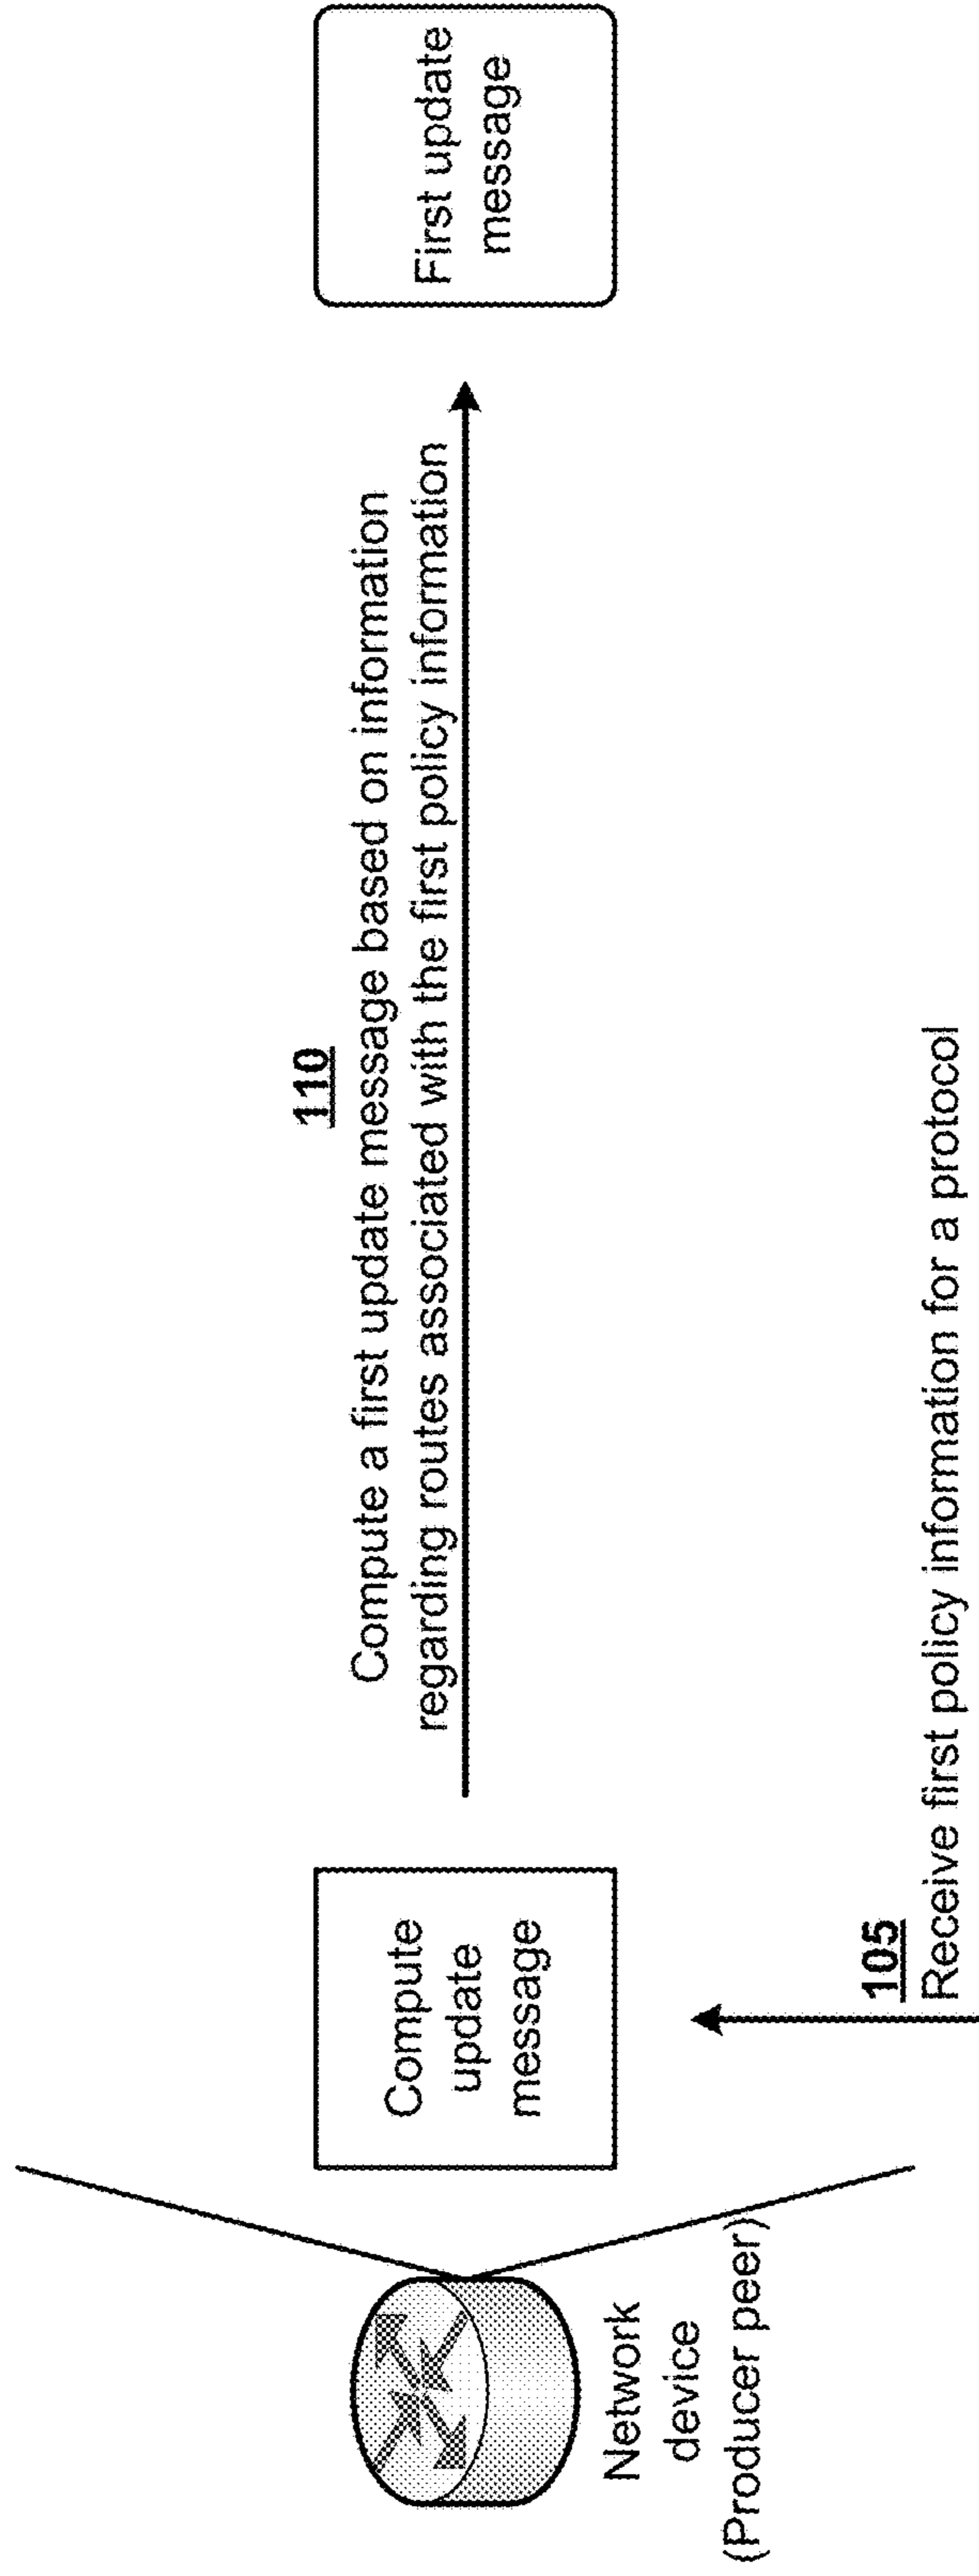 110
Compute a first update message based on information
regarding routes associated with the first policy information
First update
message
Compute
update
message
Network
device
(Producer peer)
105
Receive first policy information for a protocol